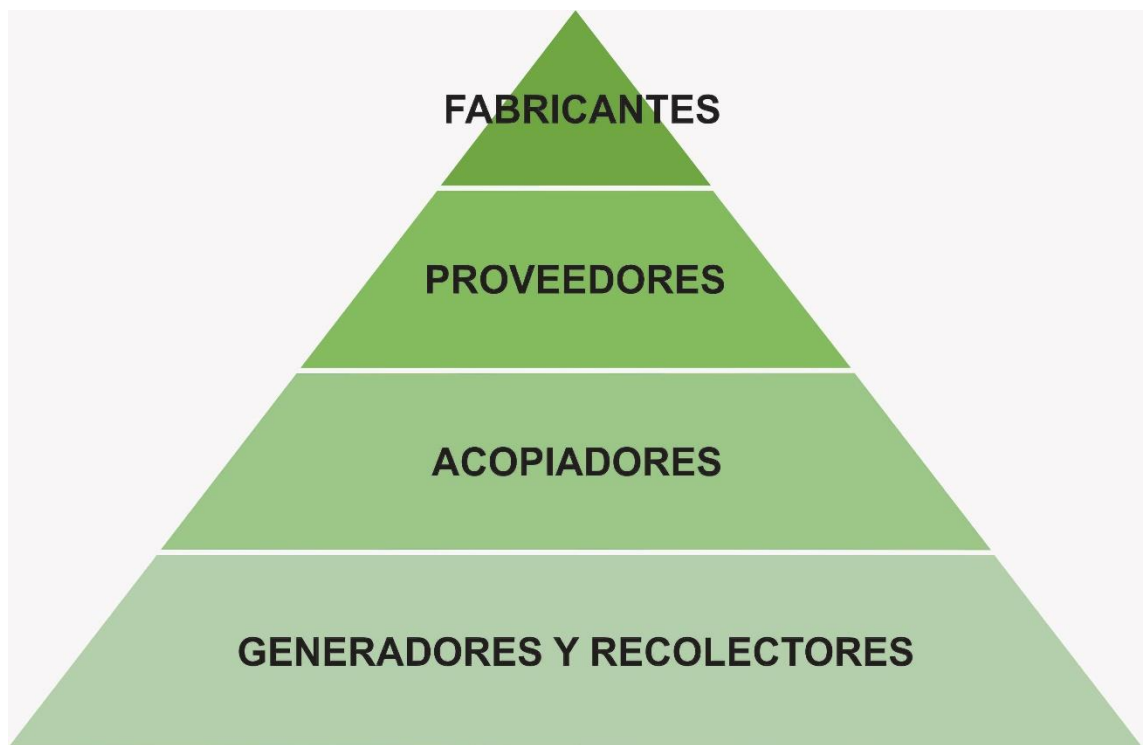 FABRICANTES
PROVEEDORES
ACOPIADORES
GENERADORES Y RECOLECTORES